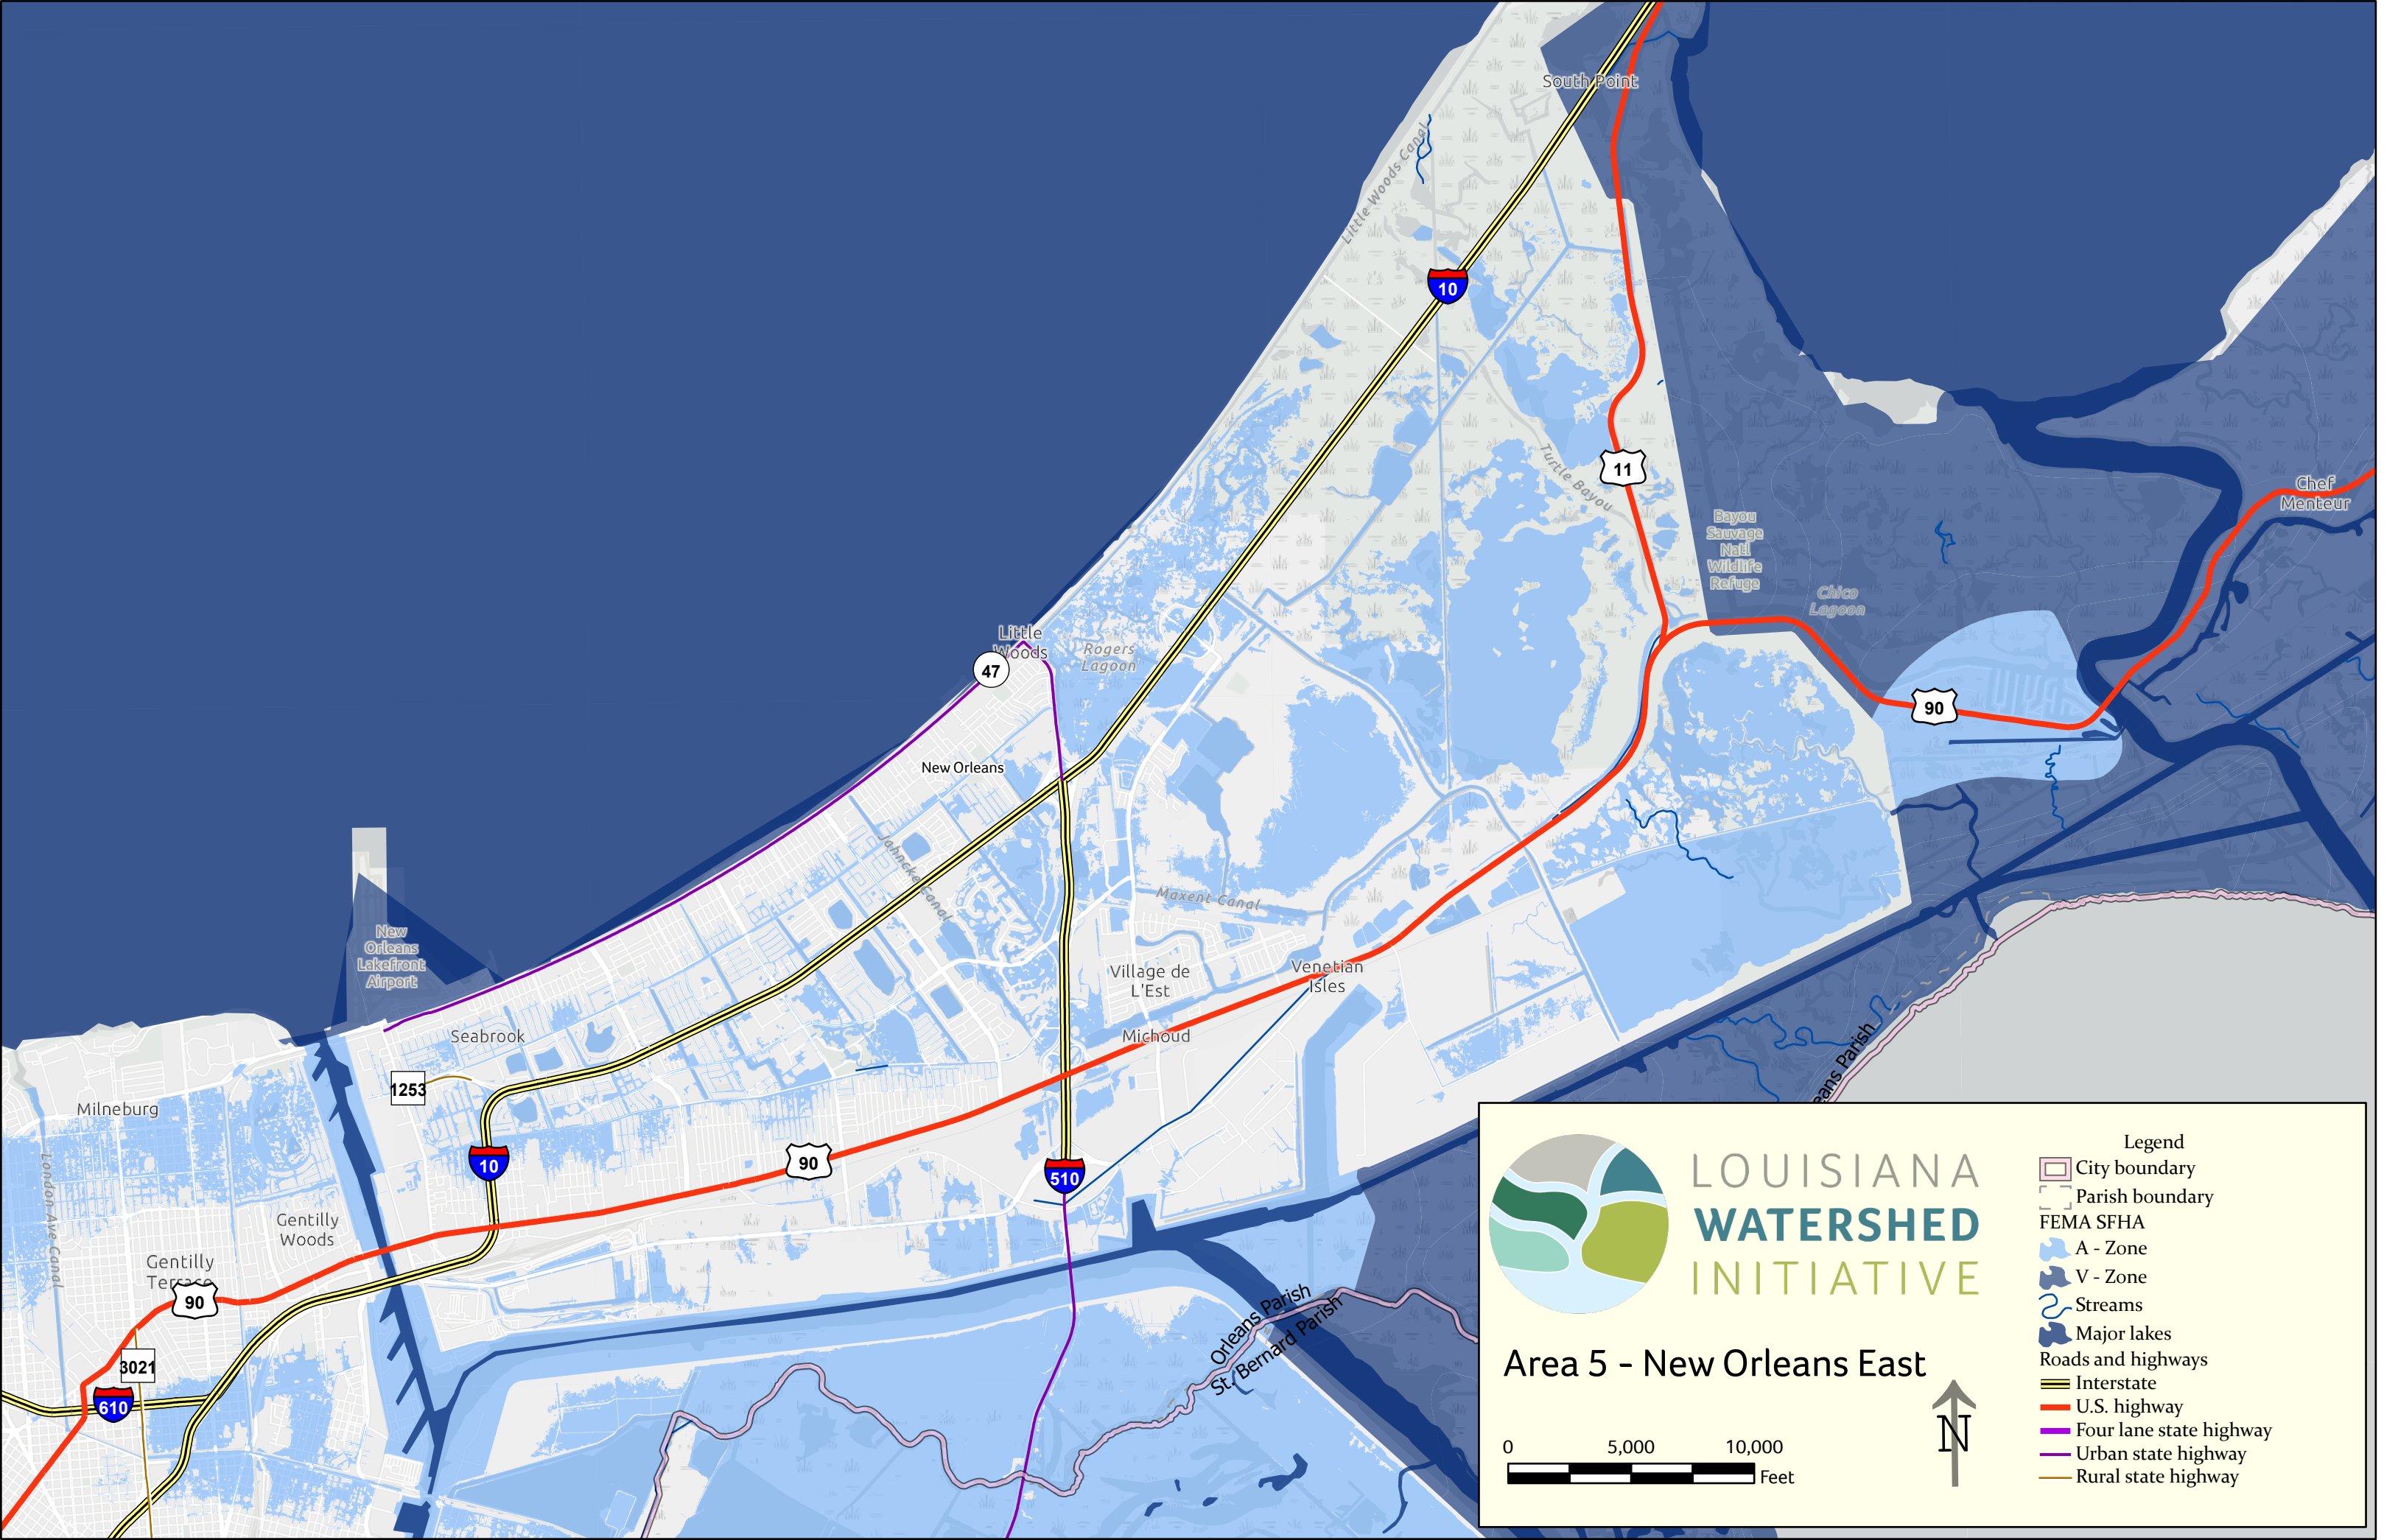 South Point
Little Woods Canal
10
11
Turtle Bayou
Chef
Menteur
Bayou
Sauvage
Nat'l
Wildlife
Refuge
Chico
Lagoon
Little
Woods
Rogers
Lagoon
47
90
New Orleans
Jahncke Canal
Maxent Canal
New
Orleans
Lakefront
Airport
Village de
L'Est
Venetian
Isles
Seabrook
Michoud
1253
Milneburg
10
90
510
London Ave Canal
Gentilly
Woods
Gentilly
Terrace
90
3021
610
Orleans Parish
St. Bernard Parish
eans Parish
LOUISIANA
WATERSHED
INITIATIVE
Area 5 - New Orleans East
0 5,000 10,000
Feet
N
Legend
City boundary
Parish boundary
FEMA SFHA
A - Zone
V - Zone
Streams
Major lakes
Roads and highways
Interstate
U.S. highway
Four lane state highway
Urban state highway
Rural state highway